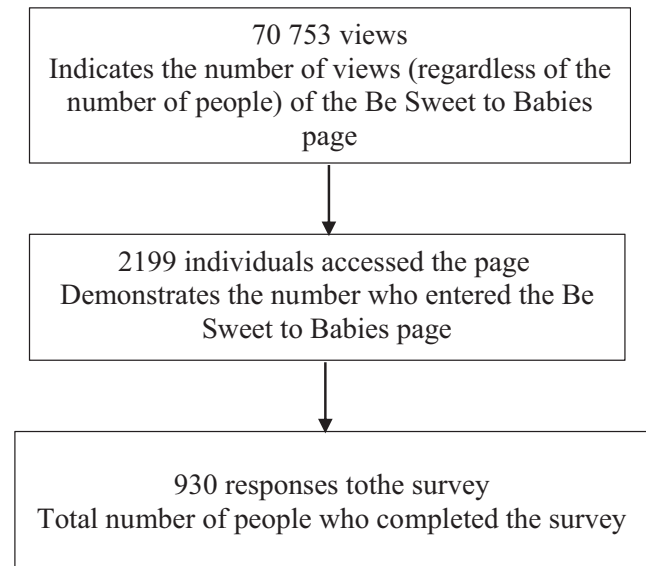 70 753 views
Indicates the number of views (regardless of the
number of people) of the Be Sweet to Babies
page
2199 individuals accessed the page
Demonstrates the number who entered the Be
Sweet to Babies page
930 responses tothe survey
Total number of people who completed the survey